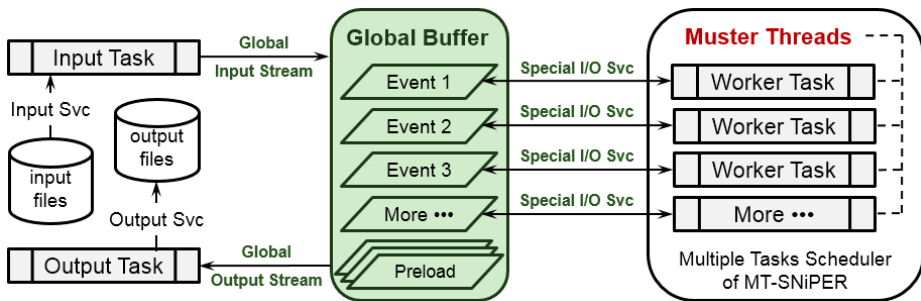 Input Task
Global
Input Stream
Input Svc
input
files
output
files
Output Svc
Output Task
Global
Output Stream
Global Buffer
Event 1
Event 2
Event 3
More •••
Preload
Special I/O Svc
Special I/O Svc
Special I/O Svc
Special I/O Svc
Muster Threads
Worker Task
Worker Task
Worker Task
More •••
Multiple Tasks Scheduler
of MT-SNiPER